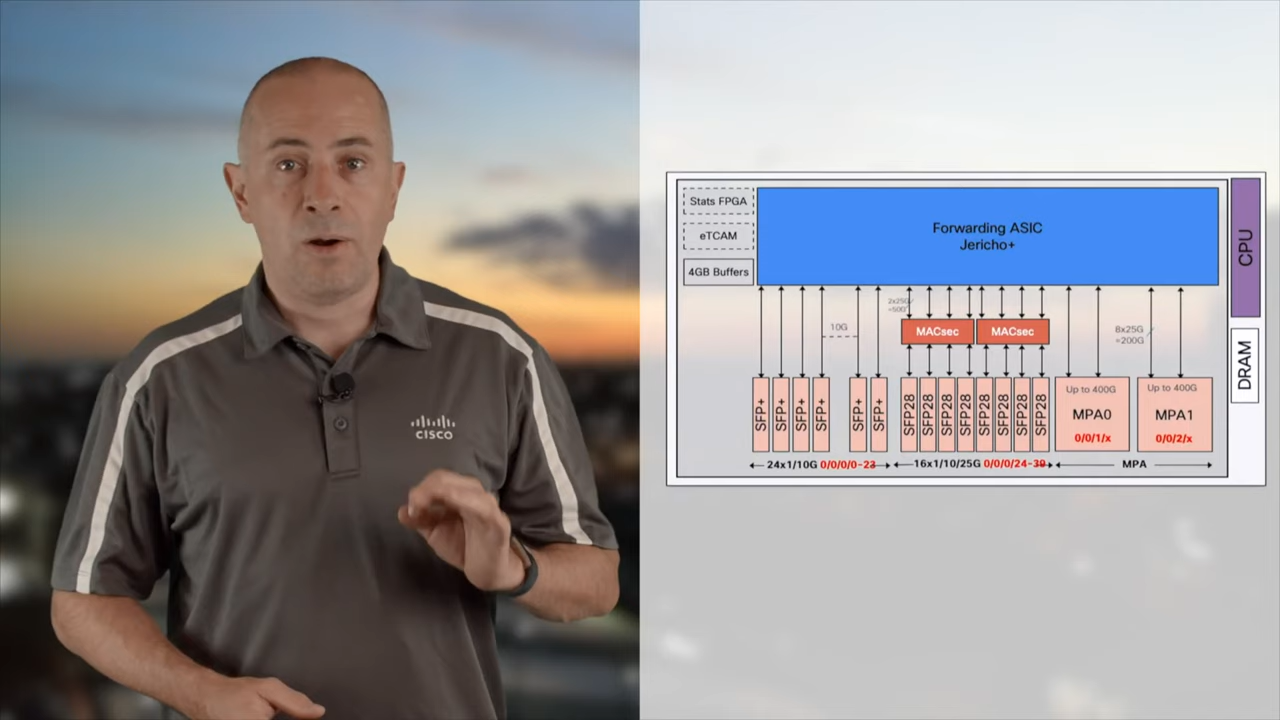 CISCO
Stats FPGA
eTCAM
4GB Buffers
Forwarding ASIC
Jericho+
CPU
DRAM
10G
2x25G
=50G
MACsec
MACsec
8x25G
=200G
SFP+
SFP+
SFP+
SFP+
SFP+
SFP+
SFP28
SFP28
SFP28
SFP28
SFP28
SFP28
SFP28
SFP28
Up to 400G
MPA0
0/0/1/x
Up to 400G
MPA1
0/0/2/x
24x1/10G 0/0/0/0-23
16x1/10/25G 0/0/0/24-39
MPA